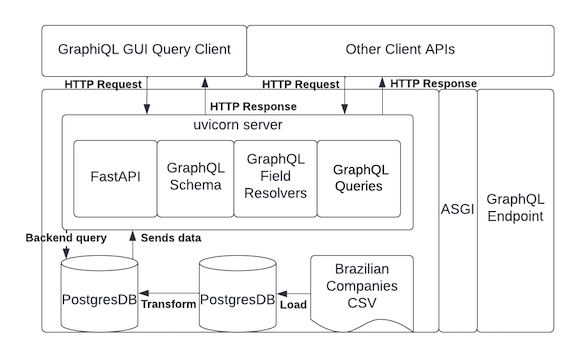 GraphiQL GUI Query Client
Other Client APIs
HTTP Request
HTTP Request
HTTP Response
HTTP Response
uvicorn server
FastAPI
GraphQL
Schema
GraphQL
Field
Resolvers
GraphQL
Queries
ASGI
GraphQL
Endpoint
Backend query
Sends data
PostgresDB
Transform
PostgresDB
Load
Brazilian
Companies
CSV